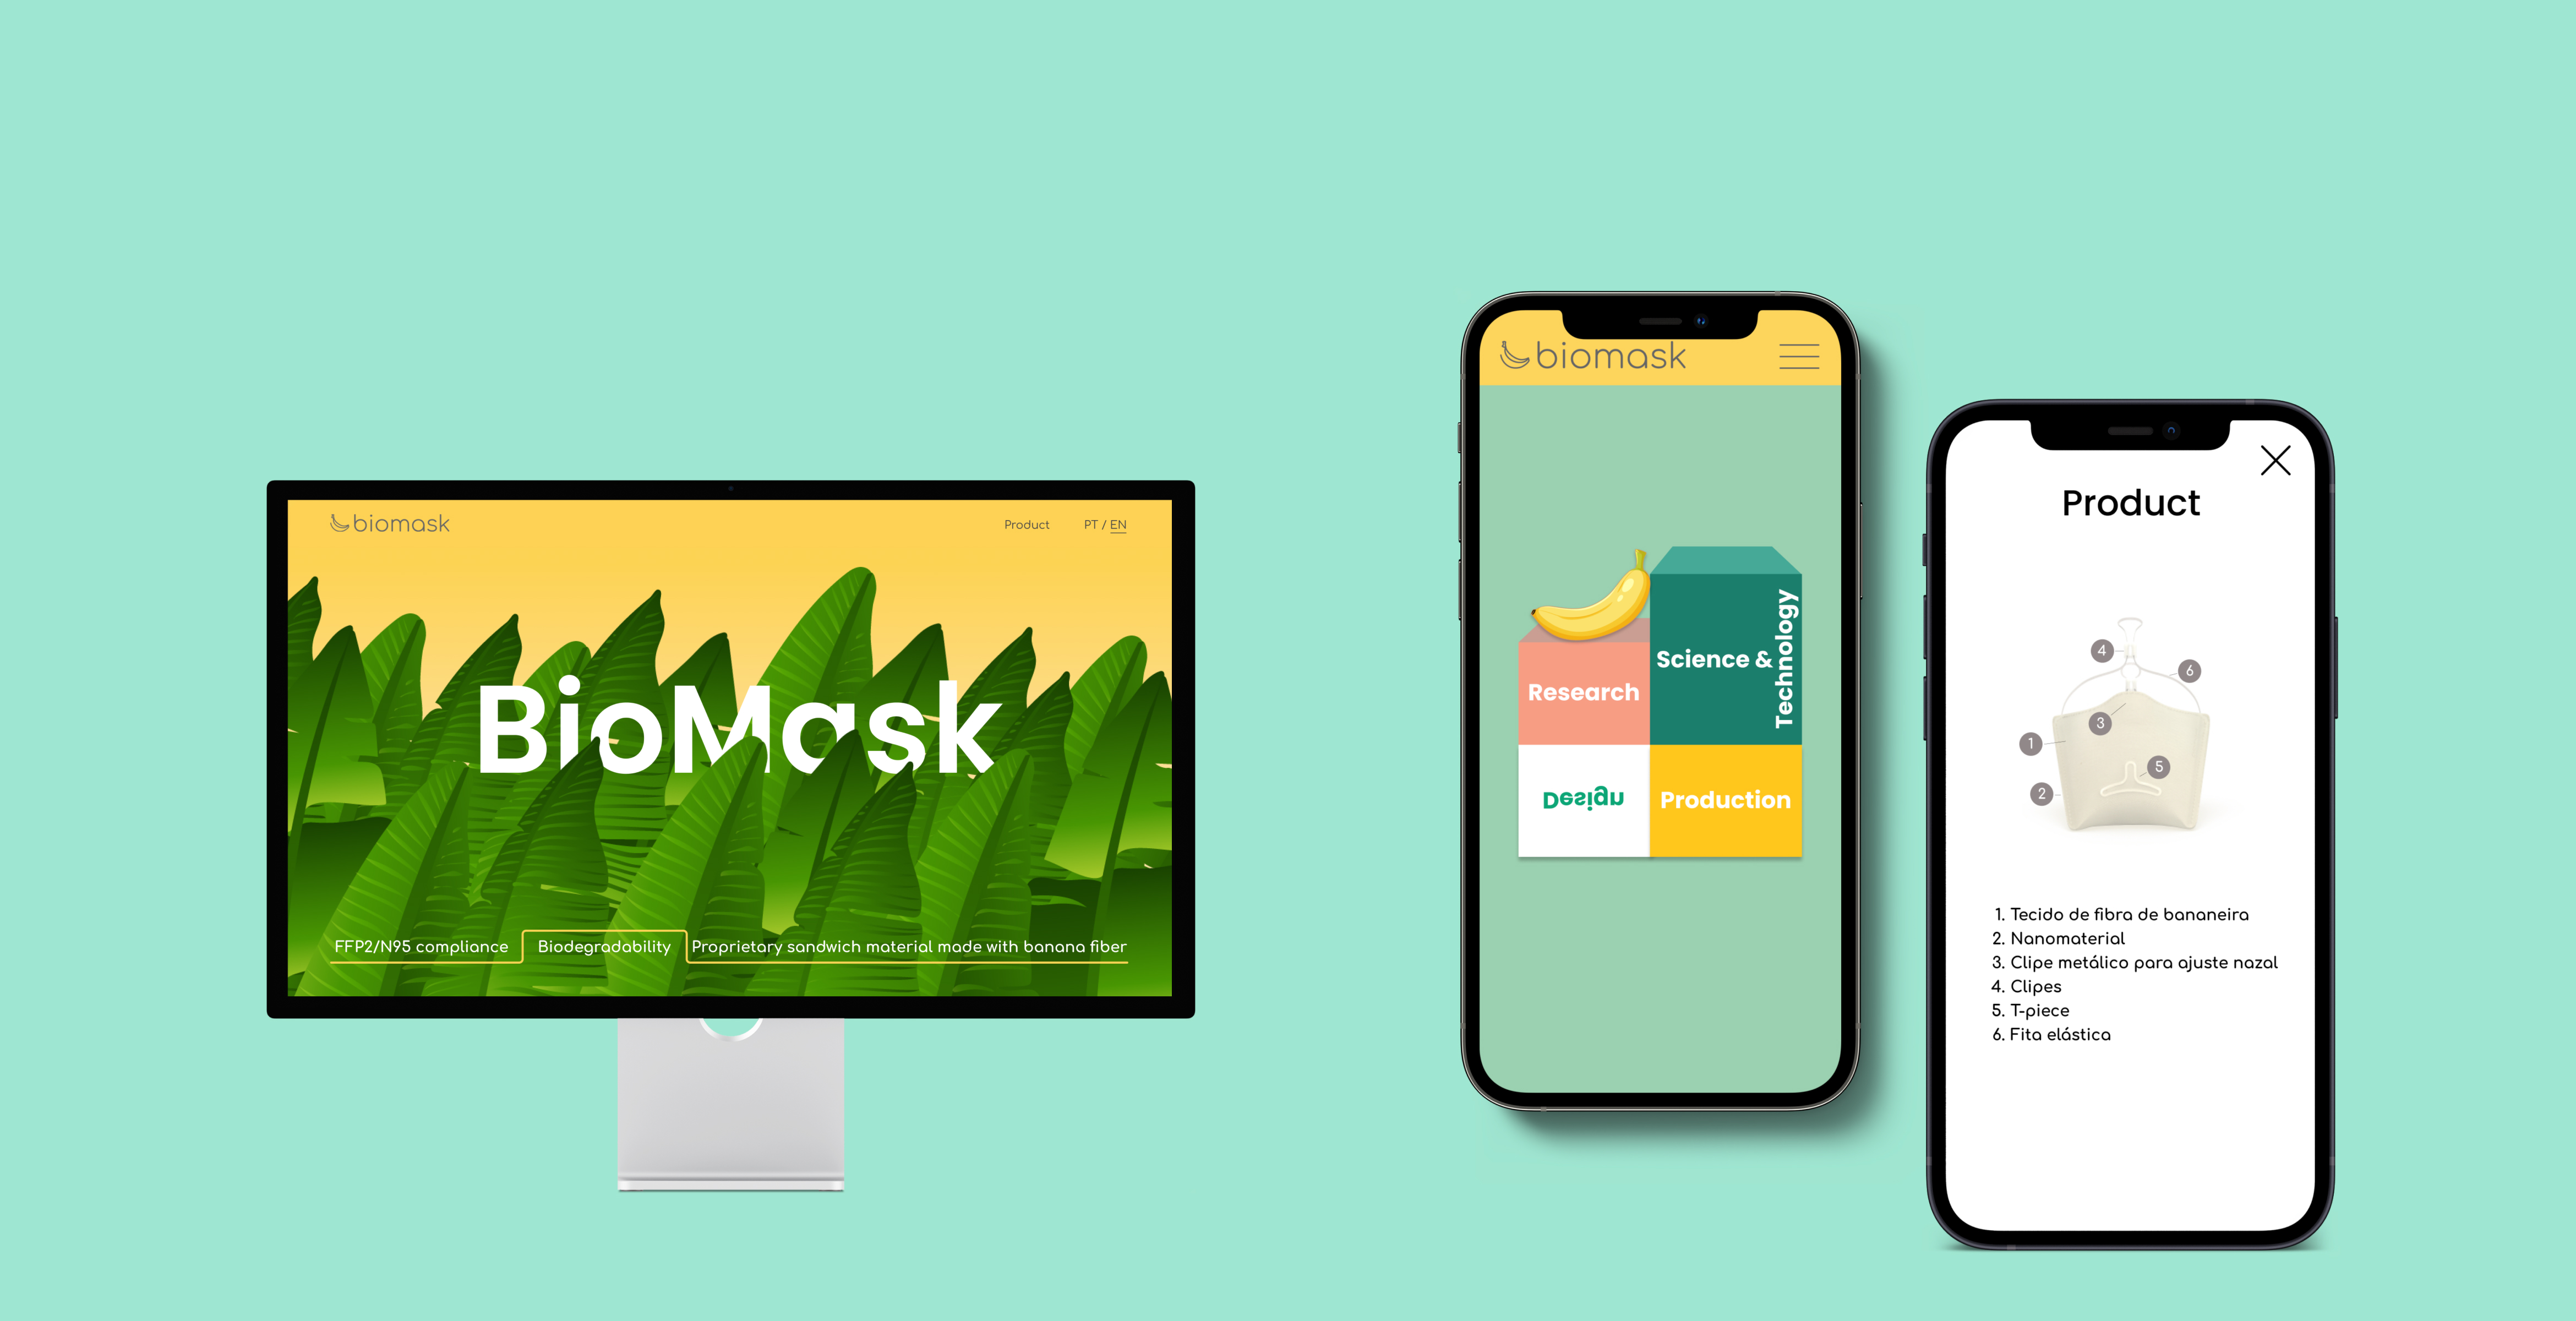 biomask
Product
PT / EN
BioMask
FFP2/N95 compliance
Biodegradability
Proprietary sandwich material made with banana fiber
biomask
Research
Science &
Technology
Design
Production
Product
4
6
3
1
5
2
1. Tecido de fibra de bananeira
2. Nanomaterial
3. Clipe metálico para ajuste nazal
4. Clipes
5. T-piece
6. Fita elástica